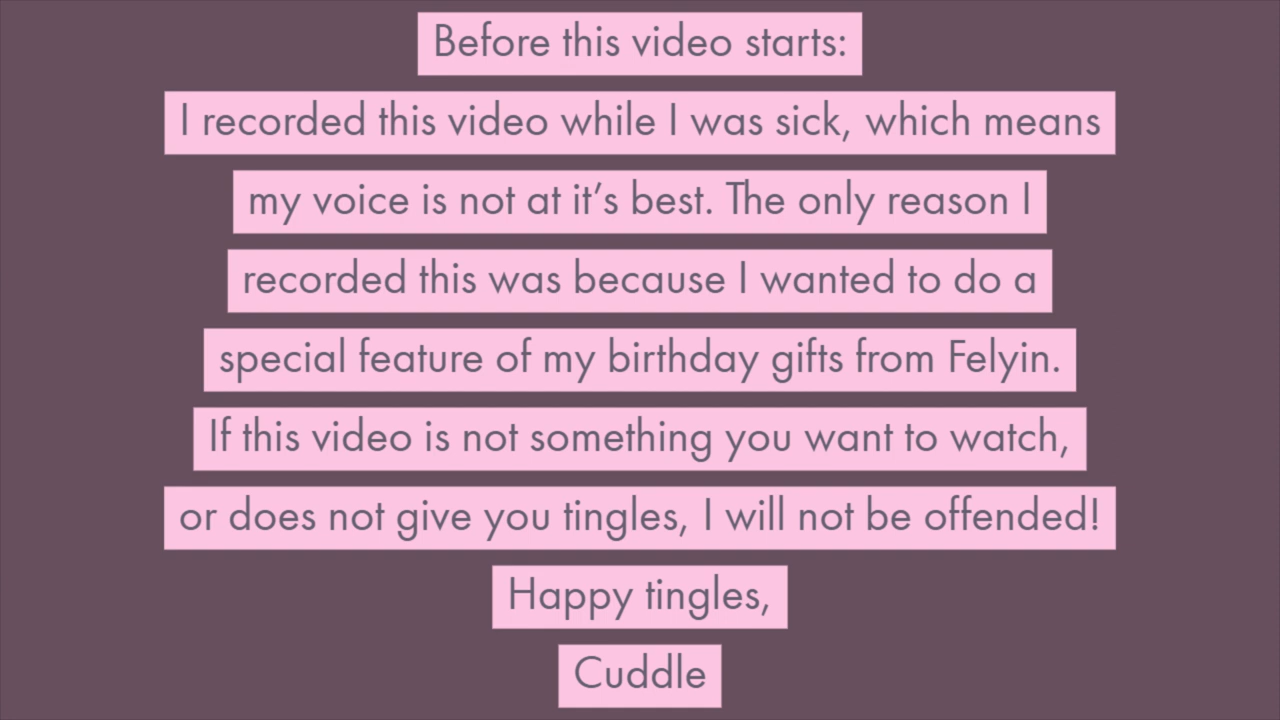 Before this video starts:
I recorded this video while I was sick, which means
my voice is not at it’s best. The only reason I
recorded this was because I wanted to do a
special feature of my birthday gifts from Felyin.
If this video is not something you want to watch,
or does not give you tingles, I will not be offended!
Happy tingles,
Cuddle